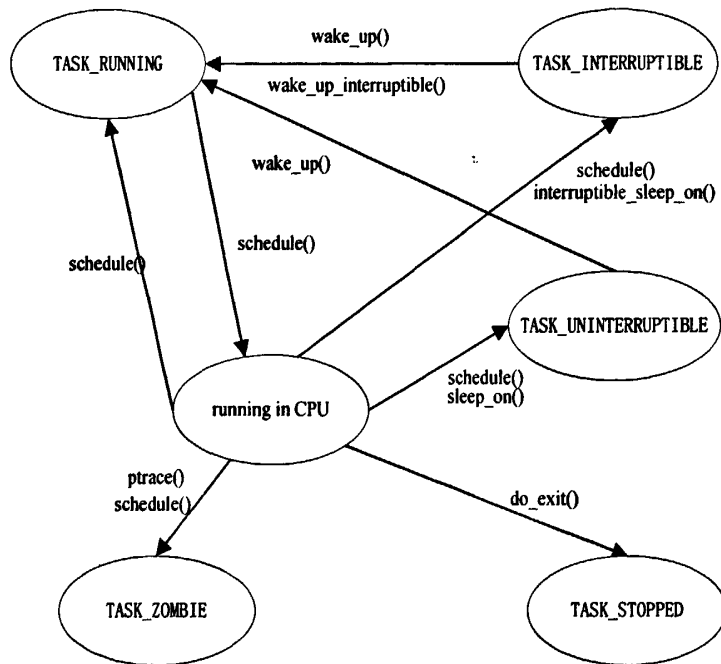 wake_up()
TASK_RUNNING
TASK_INTERRUPTIBLE
wake_up_interruptible()
wake_up()
schedule()
interruptible_sleep_on()
schedule()
schedule()
TASK_UNINTERRUPTIBLE
schedule()
sleep_on()
running in CPU
ptrace()
schedule()
do_exit()
TASK_ZOMBIE
TASK_STOPPED